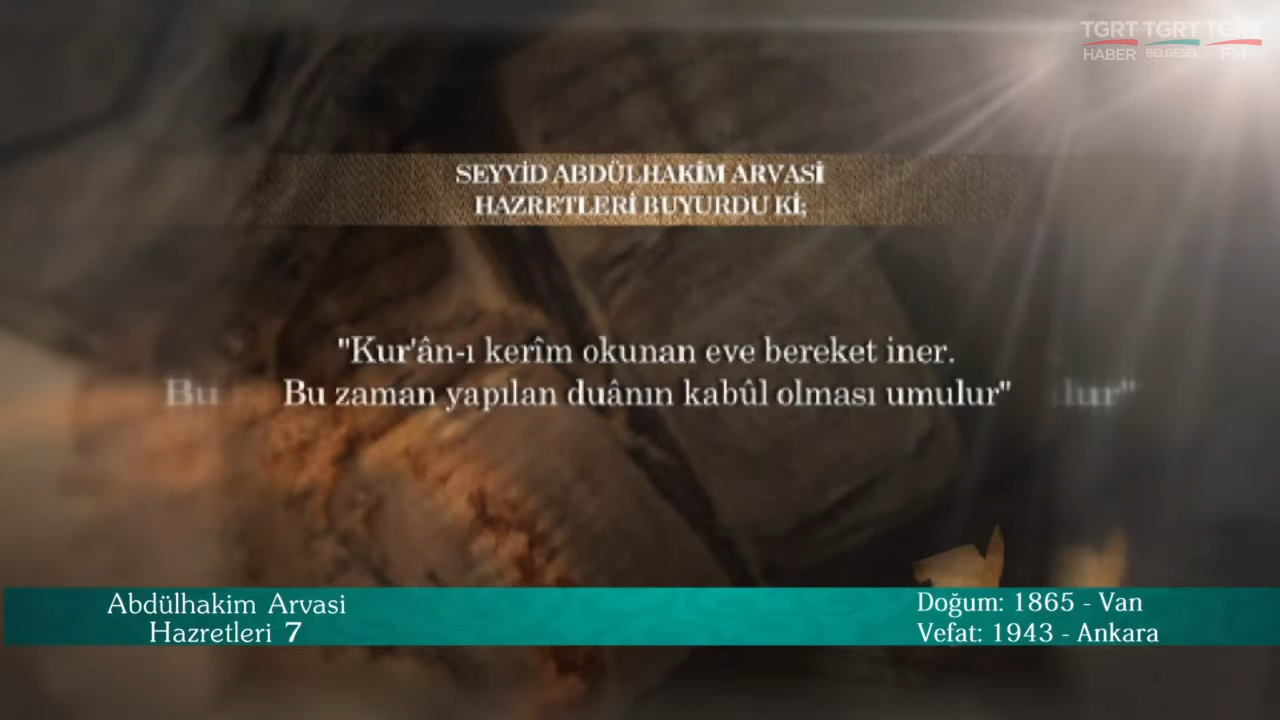 TGRT TGRT TGRT
HABER BELGESEL FM
SEYYİD ABDÜLHAKİM ARVASİ
HAZRETLERİ BUYURDU Kİ;
"Kur'ân-ı kerîm okunan eve bereket iner.
Bu zaman yapılan duânın kabûl olması umulur"
Abdülhakim Arvasi
Hazretleri 7
Doğum: 1865 - Van
Vefat: 1943 - Ankara